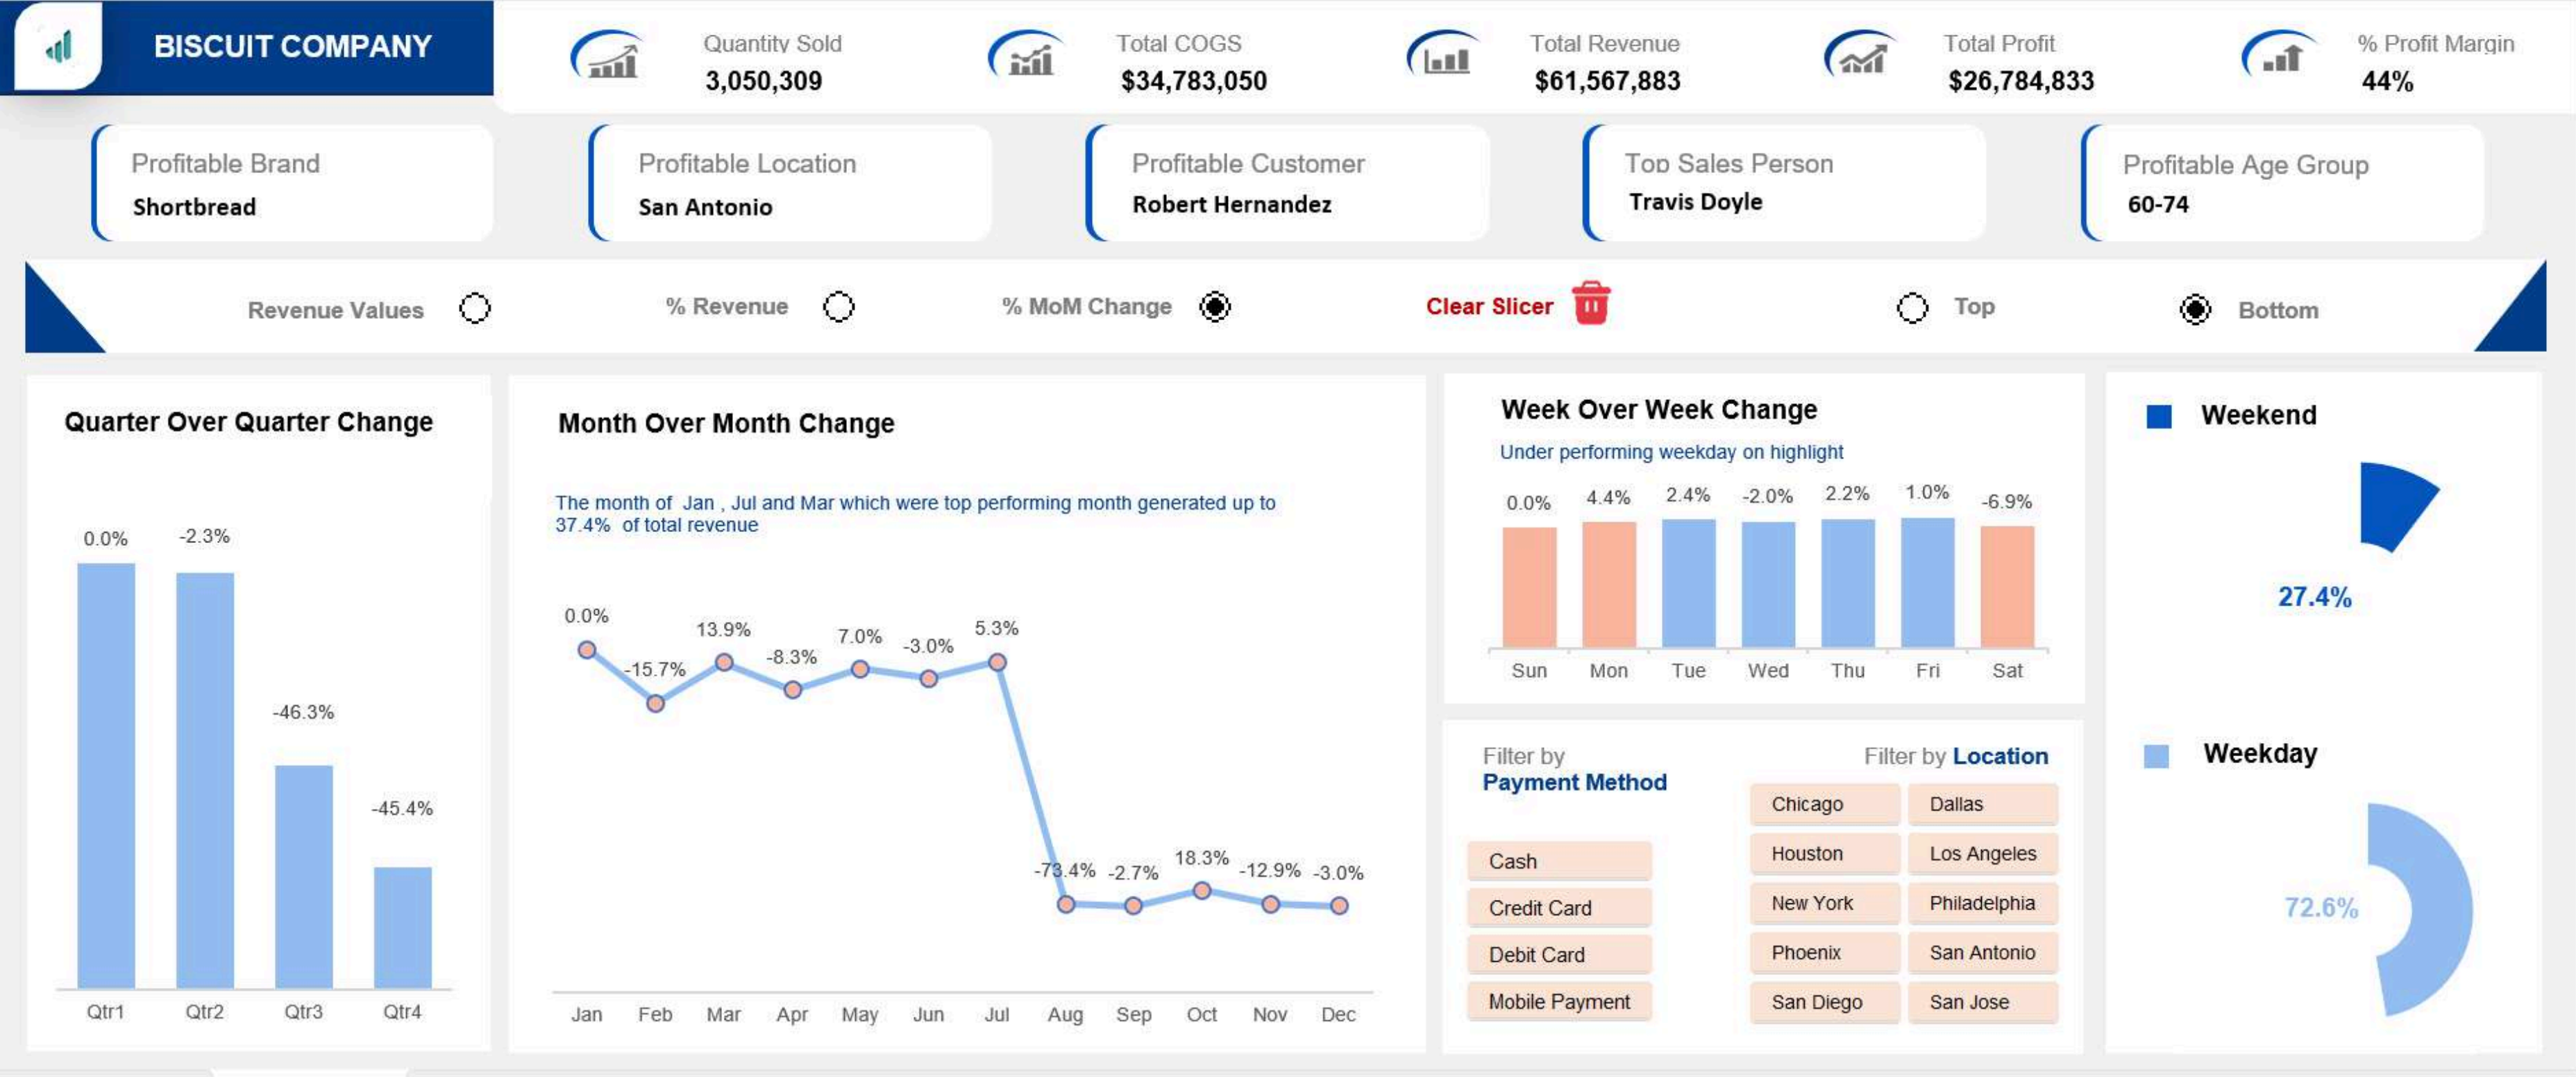 BISCUIT COMPANY
Quantity Sold
3,050,309
Total COGS
$34,783,050
Total Revenue
$61,567,883
Total Profit
$26,784,833
% Profit Margin
44%
Profitable Brand
Shortbread
Profitable Location
San Antonio
Profitable Customer
Robert Hernandez
Top Sales Person
Travis Doyle
Profitable Age Group
60-74
Revenue Values
% Revenue
% MoM Change
Clear Slicer
Top
Bottom
Quarter Over Quarter Change
0.0%
-2.3%
-46.3%
-45.4%
Qtr1 Qtr2 Qtr3 Qtr4
Month Over Month Change
The month of Jan , Jul and Mar which were top performing month generated up to
37.4% of total revenue
0.0%
-15.7%
13.9%
-8.3%
7.0%
-3.0%
5.3%
-73.4%
-2.7%
18.3%
-12.9%
-3.0%
Jan Feb Mar Apr May Jun Jul Aug Sep Oct Nov Dec
Week Over Week Change
Under performing weekday on highlight
0.0% 4.4% 2.4% -2.0% 2.2% 1.0% -6.9%
Sun Mon Tue Wed Thu Fri Sat
Filter by
Payment Method
Cash
Credit Card
Debit Card
Mobile Payment
Filter by Location
Chicago Dallas
Houston Los Angeles
New York Philadelphia
Phoenix San Antonio
San Diego San Jose
Weekend
27.4%
Weekday
72.6%